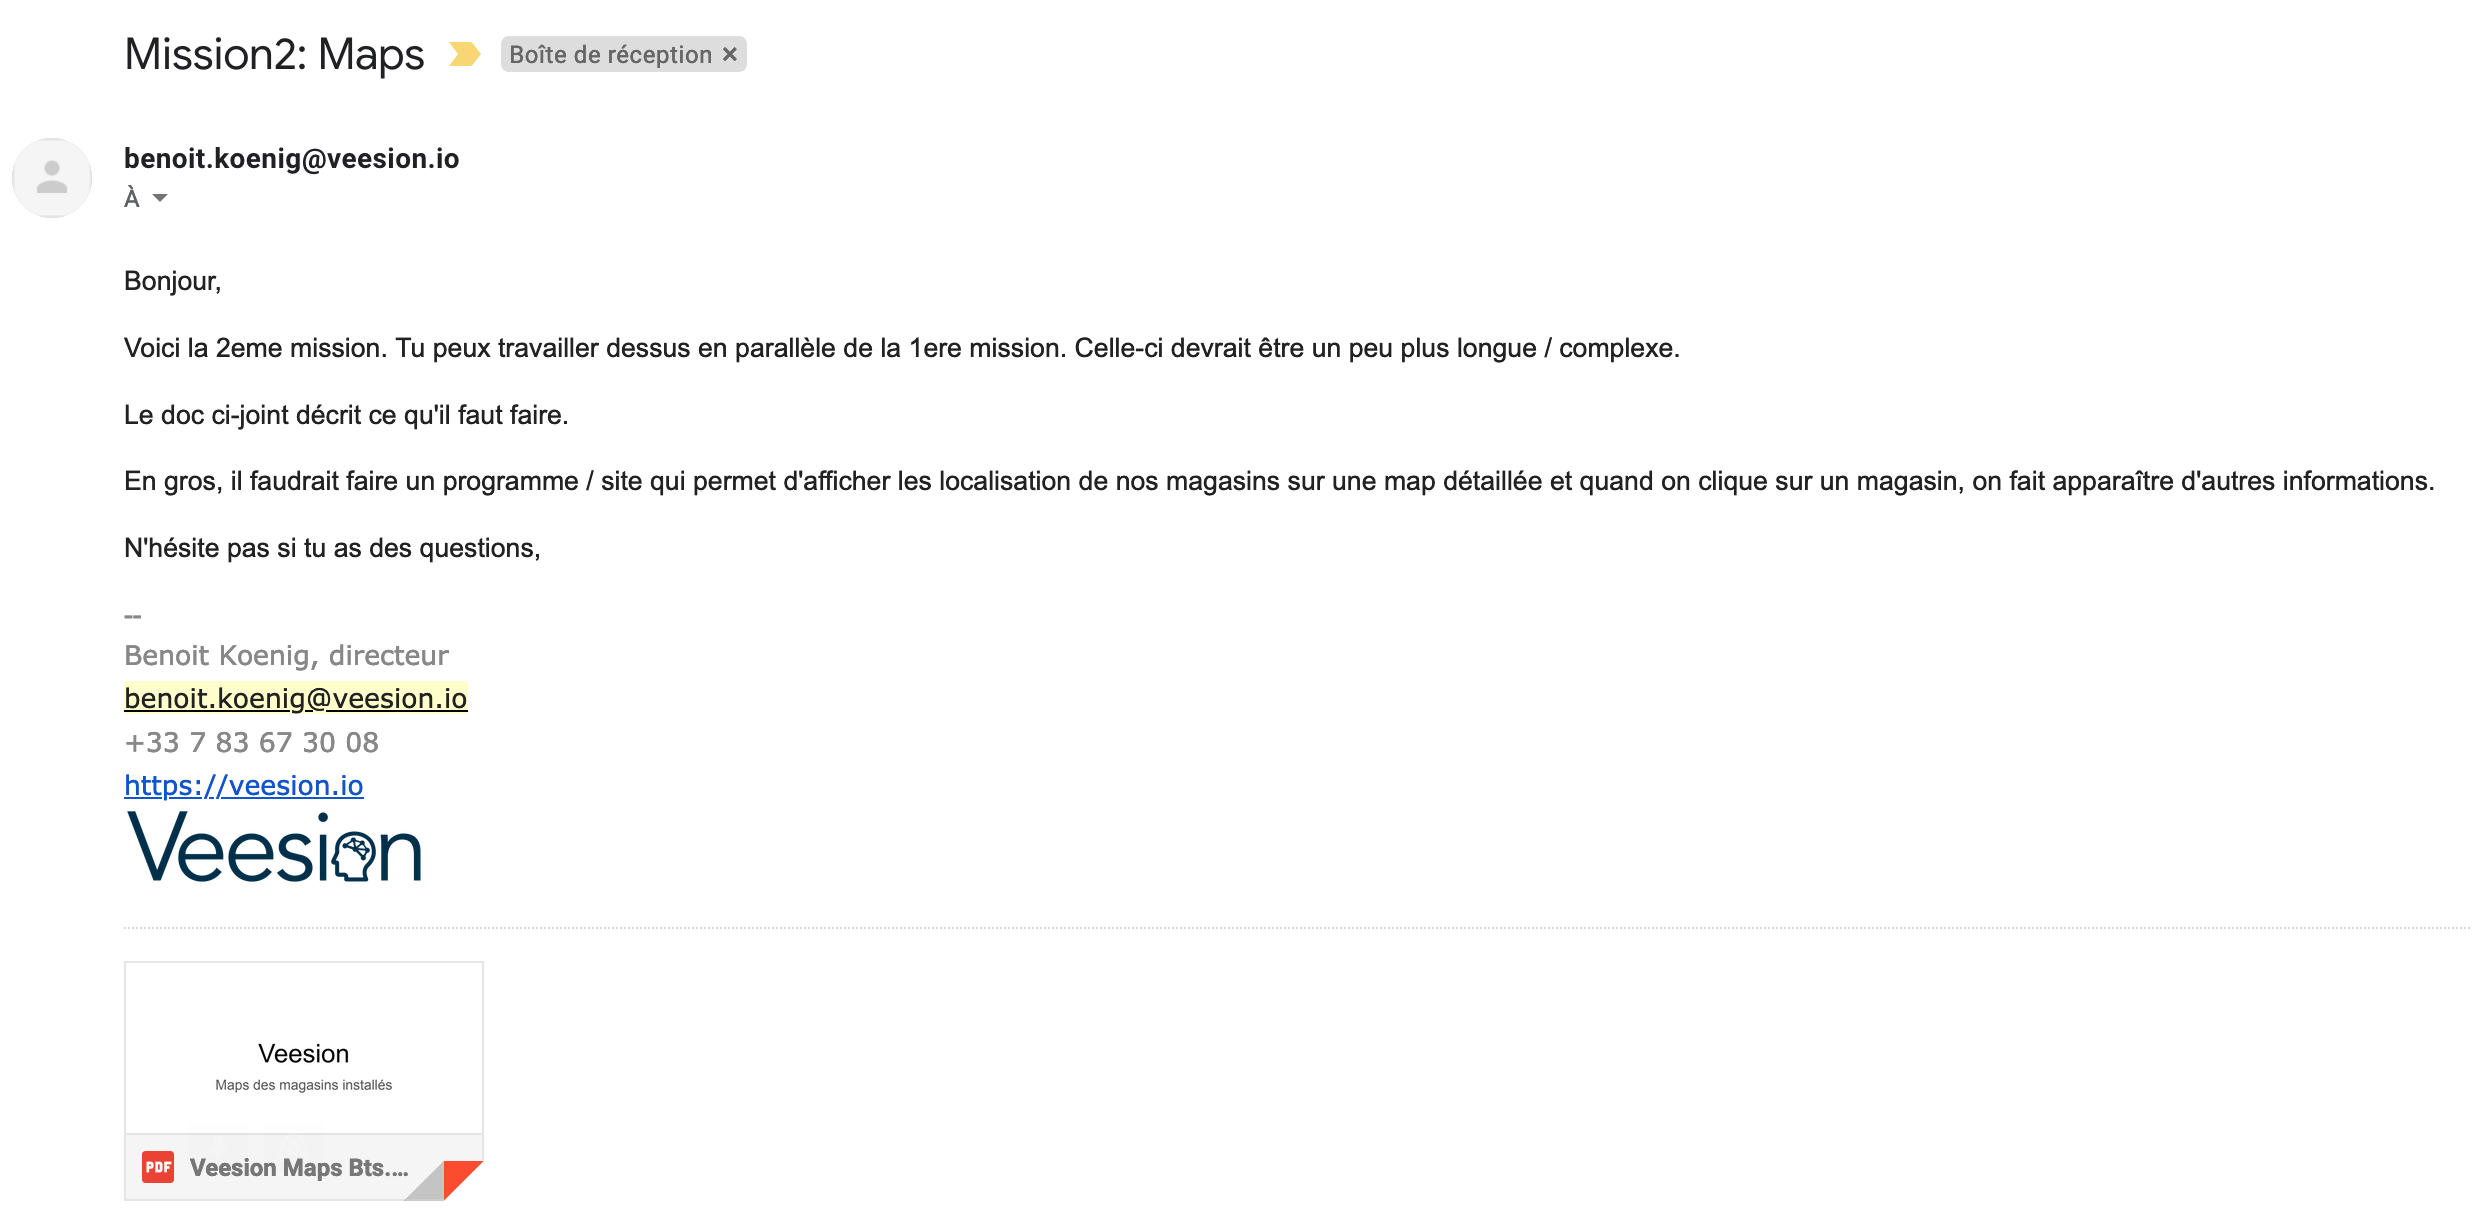 Mission2: Maps Boîte de réception ×
benoit.koenig@veesion.io
À
Bonjour,
Voici la 2eme mission. Tu peux travailler dessus en parallèle de la 1ere mission. Celle-ci devrait être un peu plus longue / complexe.
Le doc ci-joint décrit ce qu'il faut faire.
En gros, il faudrait faire un programme / site qui permet d'afficher les localisation de nos magasins sur une map détaillée et quand on clique sur un magasin, on fait apparaître d'autres informations.
N'hésite pas si tu as des questions,
--
Benoit Koenig, directeur
benoit.koenig@veesion.io
+33 7 83 67 30 08
https://veesion.io
Veesion
Veesion
Maps des magasins installés
PDF Veesion Maps Bts....